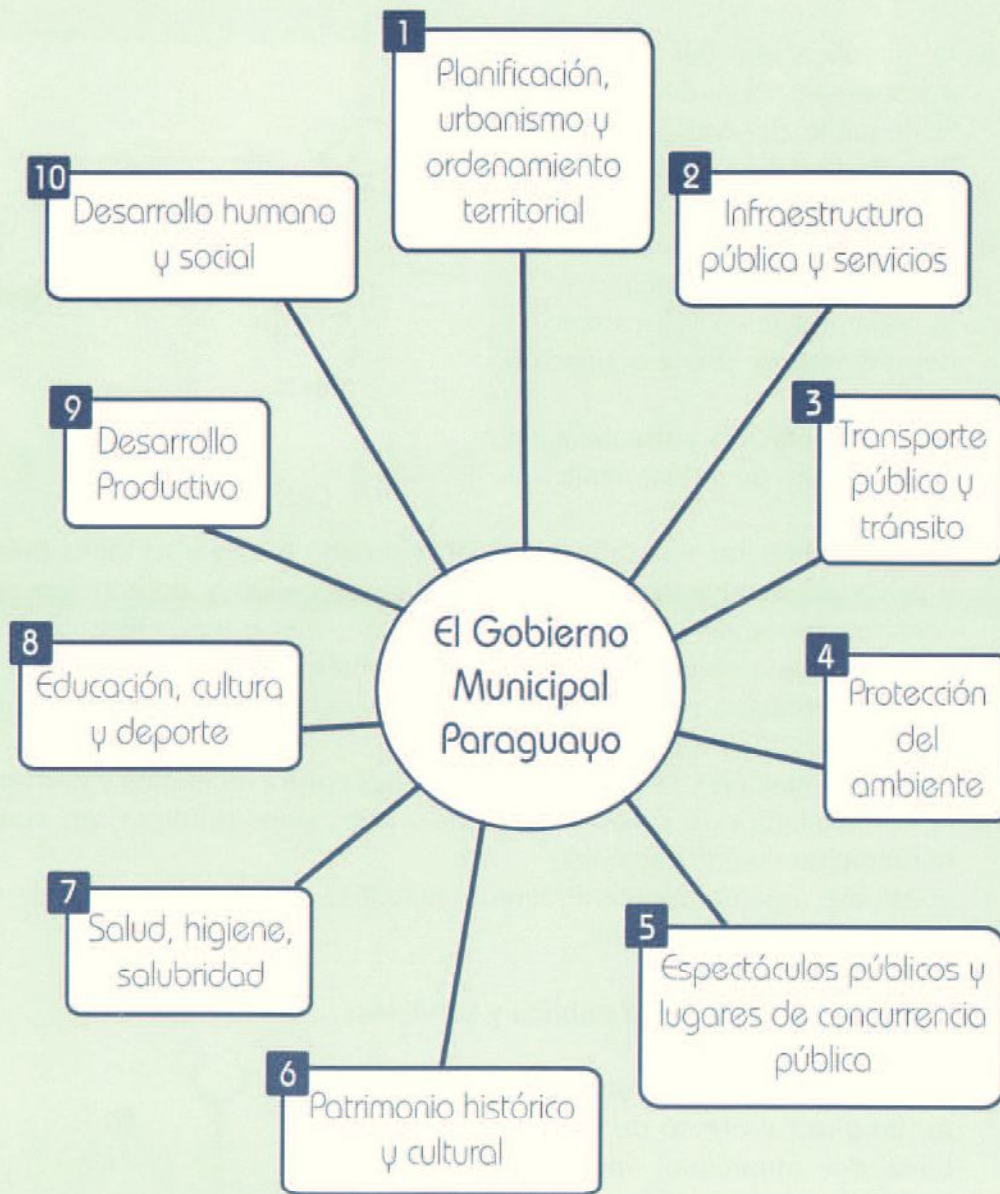 1
Planificación,
urbanismo y
ordenamiento
territorial
2
Infraestructura
pública y servicios
3
Transporte
público y
tránsito
4
Protección
del
ambiente
5
Espectáculos públicos y
lugares de concurrencia
pública
6
Patrimonio histórico
y cultural
7
Salud, higiene,
salubridad
8
Educación, cultura
y deporte
9
Desarrollo
Productivo
10
Desarrollo humano
y social
El Gobierno
Municipal
Paraguayo